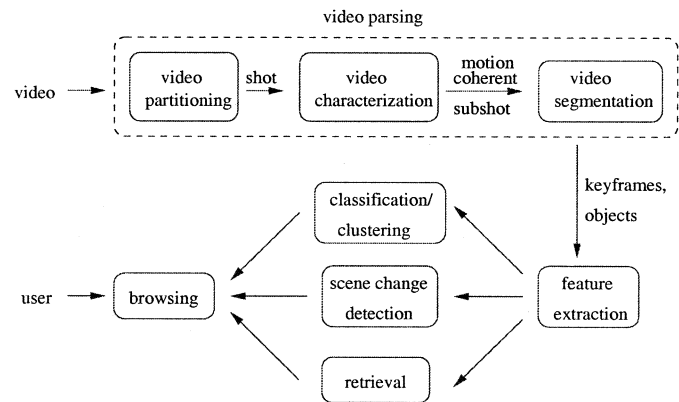 video parsing
video
video
partitioning
shot
video
characterization
motion
coherent
subshot
video
segmentation
keyframes,
objects
classification/
clustering
user
browsing
scene change
detection
feature
extraction
retrieval